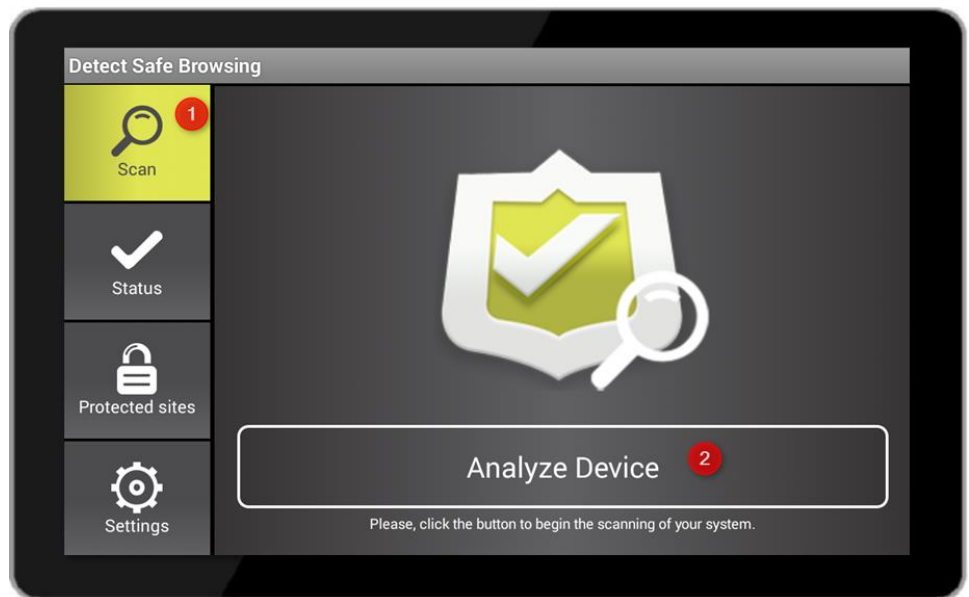 Detect Safe Browsing
1
Scan
Status
Protected sites
Settings
Analyze Device 2
Please, click the button to begin the scanning of your system.